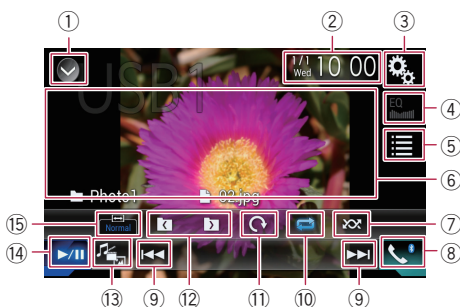 ① ② ③
USB1
1/1
Wed
10 00
EQ
④
⑤
⑥
Photo1 02.jpg
⑮
Normal
⑦
⑭
⑧
⑬ ⑨ ⑫ ⑪ ⑩ ⑨